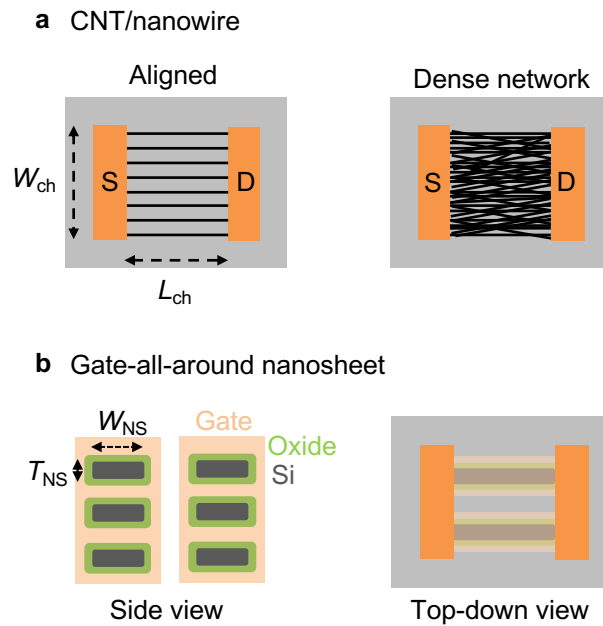 a CNT/nanowire
Aligned
Dense network
Wch
S
D
S
D
Lch
b Gate-all-around nanosheet
WNS
Gate
Oxide
TNS
Si
Side view
Top-down view